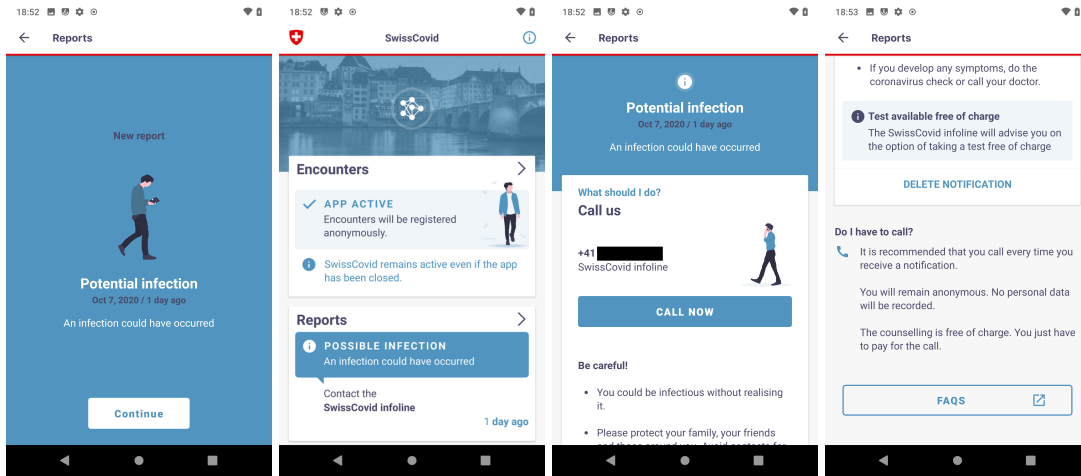 18:52
Reports
New report
Potential infection
Oct 7, 2020 / 1 day ago
An infection could have occurred
Continue
18:52
SwissCovid
Encounters
APP ACTIVE
Encounters will be registered
anonymously.
SwissCovid remains active even if the app
has been closed.
Reports
POSSIBLE INFECTION
An infection could have occurred
Contact the
SwissCovid infoline
1 day ago
18:52
Reports
Potential infection
Oct 7, 2020 / 1 day ago
An infection could have occurred
What should I do?
Call us
+41
SwissCovid infoline
CALL NOW
Be careful!
• You could be infectious without realising
it.
• Please protect your family, your friends
18:53
Reports
• If you develop any symptoms, do the
coronavirus check or call your doctor.
Test available free of charge
The SwissCovid infoline will advise you on
the option of taking a test free of charge
DELETE NOTIFICATION
Do I have to call?
It is recommended that you call every time you
receive a notification.
You will remain anonymous. No personal data
will be recorded.
The counselling is free of charge. You just have
to pay for the call.
FAQS